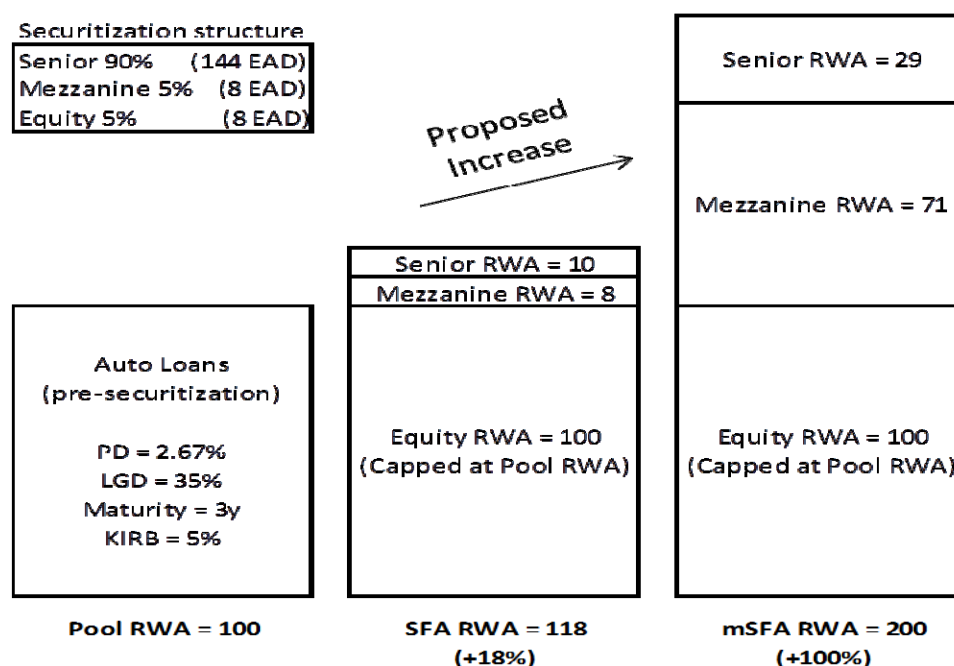 Securitization structure
Senior 90% (144 EAD)
Mezzanine 5% (8 EAD)
Equity 5% (8 EAD)
Proposed
Increase
Auto Loans
(pre-securitization)
PD = 2.67%
LGD = 35%
Maturity = 3y
KIRB = 5%
Pool RWA = 100
Senior RWA = 10
Mezzanine RWA = 8
Equity RWA = 100
(Capped at Pool RWA)
SFA RWA = 118
(+18%)
Senior RWA = 29
Mezzanine RWA = 71
Equity RWA = 100
(Capped at Pool RWA)
mSFA RWA = 200
(+100%)